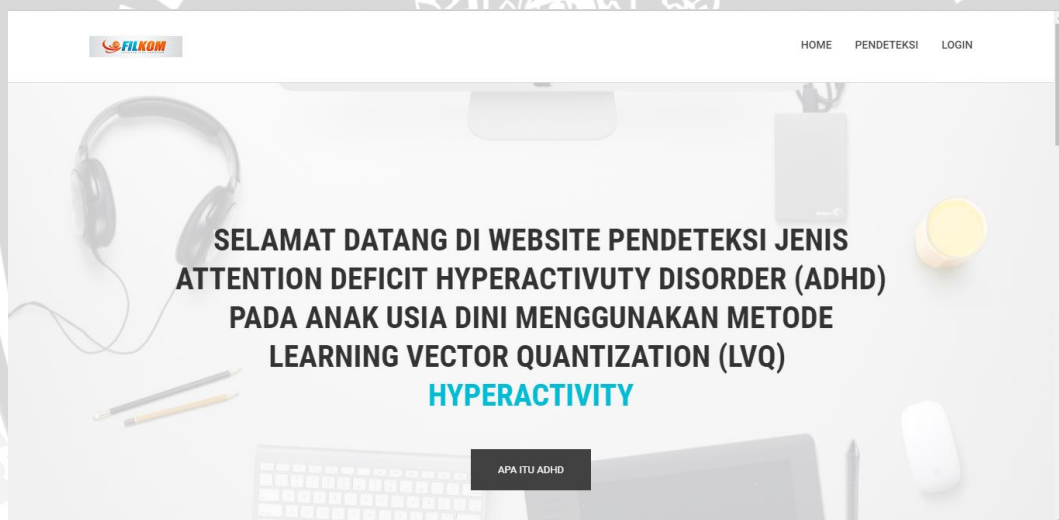 FILKOM
HOME PENDETEKSI LOGIN
SELAMAT DATANG DI WEBSITE PENDETEKSI JENIS
ATTENTION DEFICIT HYPERACTIVUTY DISORDER (ADHD)
PADA ANAK USIA DINI MENGGUNAKAN METODE
LEARNING VECTOR QUANTIZATION (LVQ)
HYPERACTIVITY
APA ITU ADHD